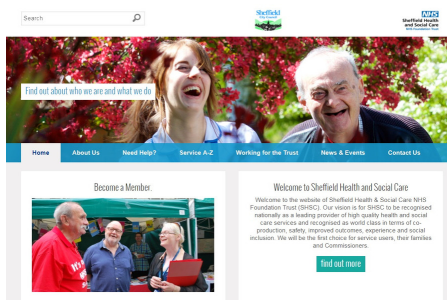 Search
Sheffield
City Council
NHS
Sheffield Health
and Social Care
NHS Foundation Trust
Find out about who we are and what we do
Home About Us Need Help? Service A-Z Working for the Trust News & Events Contact Us
Become a Member.
Welcome to Sheffield Health and Social Care
Welcome to the website of Sheffield Health & Social Care NHS
Foundation Trust (SHSC). Our vision is for SHSC to be recognised
nationally as a leading provider of high quality health and social
care services and recognised as world class in terms of co-
production, safety, improved outcomes, experience and social
inclusion. We will be the first choice for service users, their families
and Commissioners.
find out more